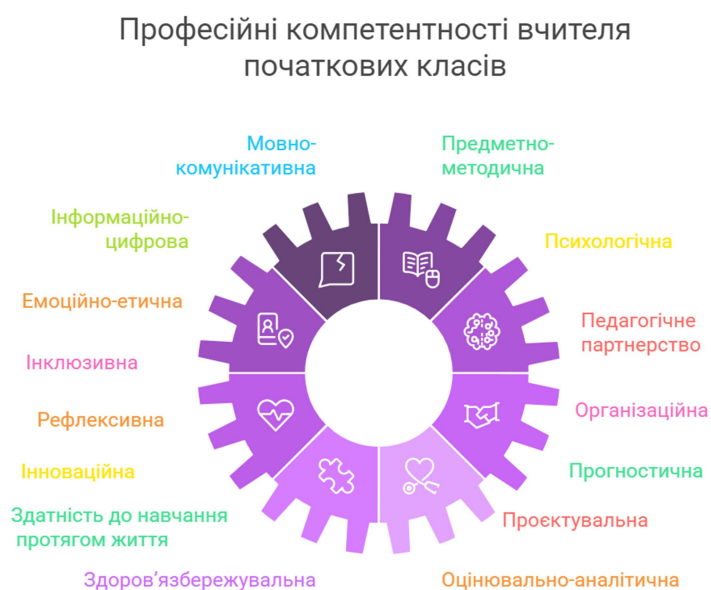 Професійні компетентності вчителя
початкових класів
Мовно-
комунікативна
Предметно-
методична
Інформаційно-
цифрова
Психологічна
Емоційно-етична
Педагогічне
партнерство
Інклюзивна
Організаційна
Рефлексивна
Прогностична
Інноваційна
Здатність до навчання
протягом життя
Проєктувальна
Здоров’язбережувальна
Оцінювально-аналітична